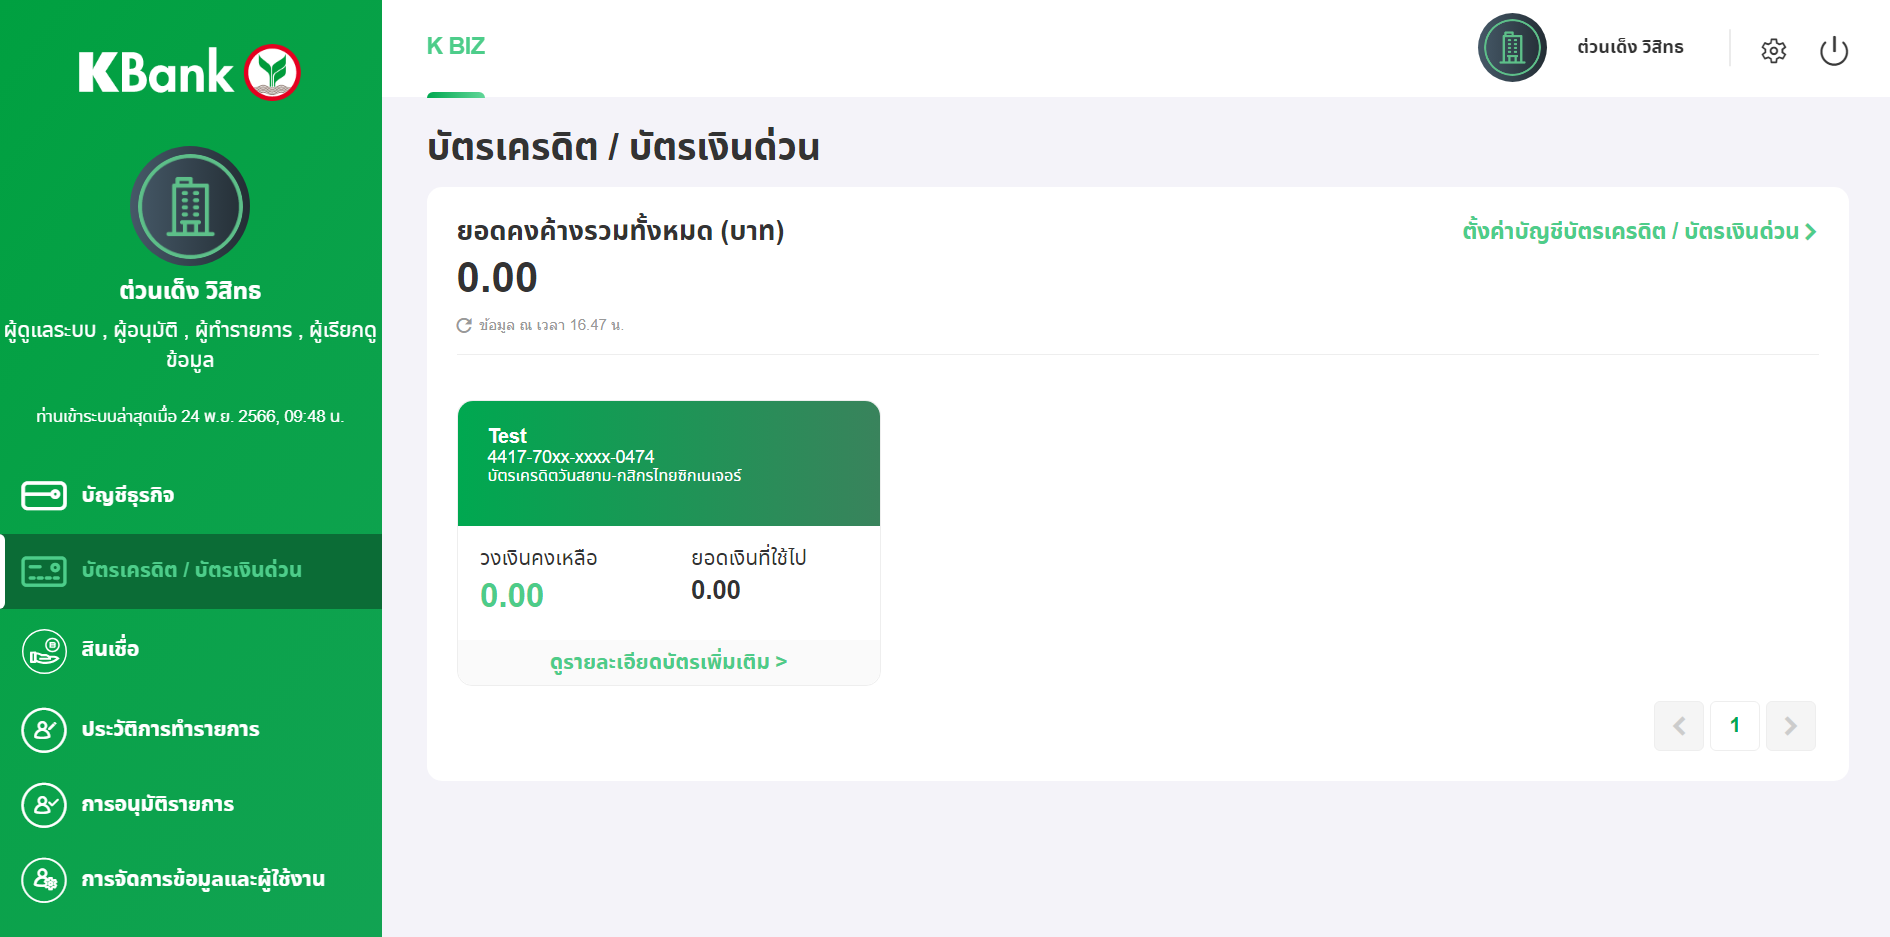 KBank
ต่วนเด็ง วิสิทธ
ผู้ดูแลระบบ , ผู้อนุมัติ , ผู้ทำรายการ , ผู้เรียกดู
ข้อมูล
ท่านเข้าระบบล่าสุดเมื่อ 24 พ.ย. 2566, 09:48 น.
บัญชีธุรกิจ
บัตรเครดิต / บัตรเงินด่วน
สินเชื่อ
ประวัติการทำรายการ
การอนุมัติรายการ
การจัดการข้อมูลและผู้ใช้งาน
K BIZ
ต่วนเด็ง วิสิทธ
บัตรเครดิต / บัตรเงินด่วน
ยอดคงค้างรวมทั้งหมด (บาท)
ตั้งค่าบัญชีบัตรเครดิต / บัตรเงินด่วน
0.00
ข้อมูล ณ เวลา 16.47 น.
Test
4417-70xx-xxxx-0474
บัตรเครดิตวันสยาม-กสิกรไทยซิกเนเจอร์
วงเงินคงเหลือ
0.00
ยอดเงินที่ใช้ไป
0.00
ดูรายละเอียดบัตรเพิ่มเติม >
1